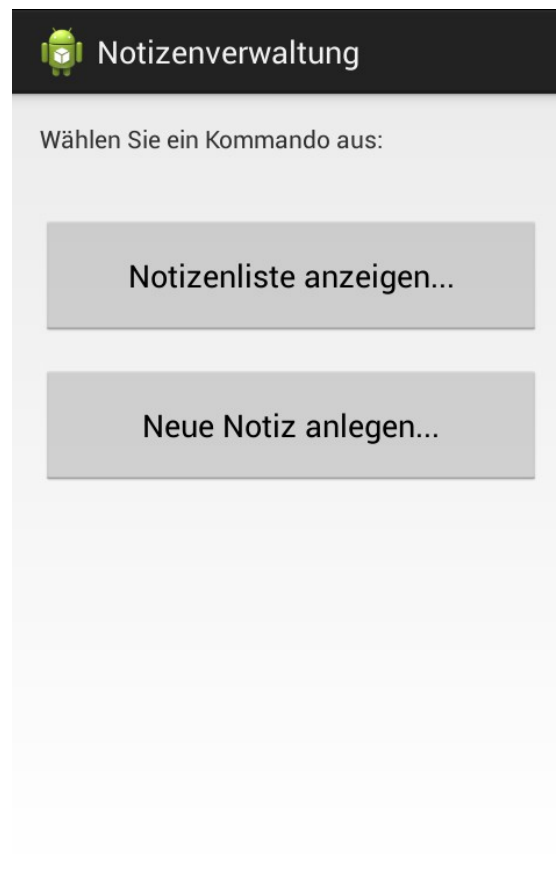 Notizenverwaltung
Wählen Sie ein Kommando aus:
Notizenliste anzeigen...
Neue Notiz anlegen...